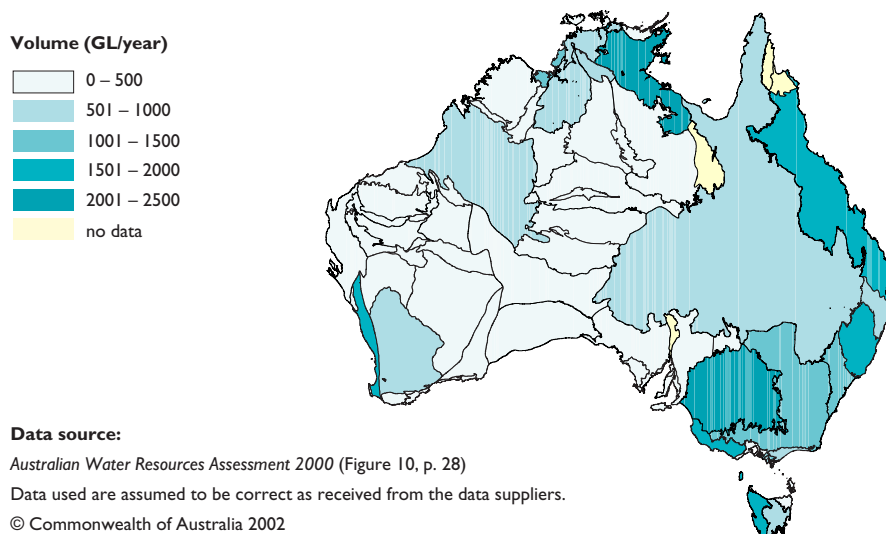 Volume (GL/year)
0 – 500
501 – 1000
1001 – 1500
1501 – 2000
2001 – 2500
no data
Data source:
Australian Water Resources Assessment 2000 (Figure 10, p. 28)
Data used are assumed to be correct as received from the data suppliers.
© Commonwealth of Australia 2002